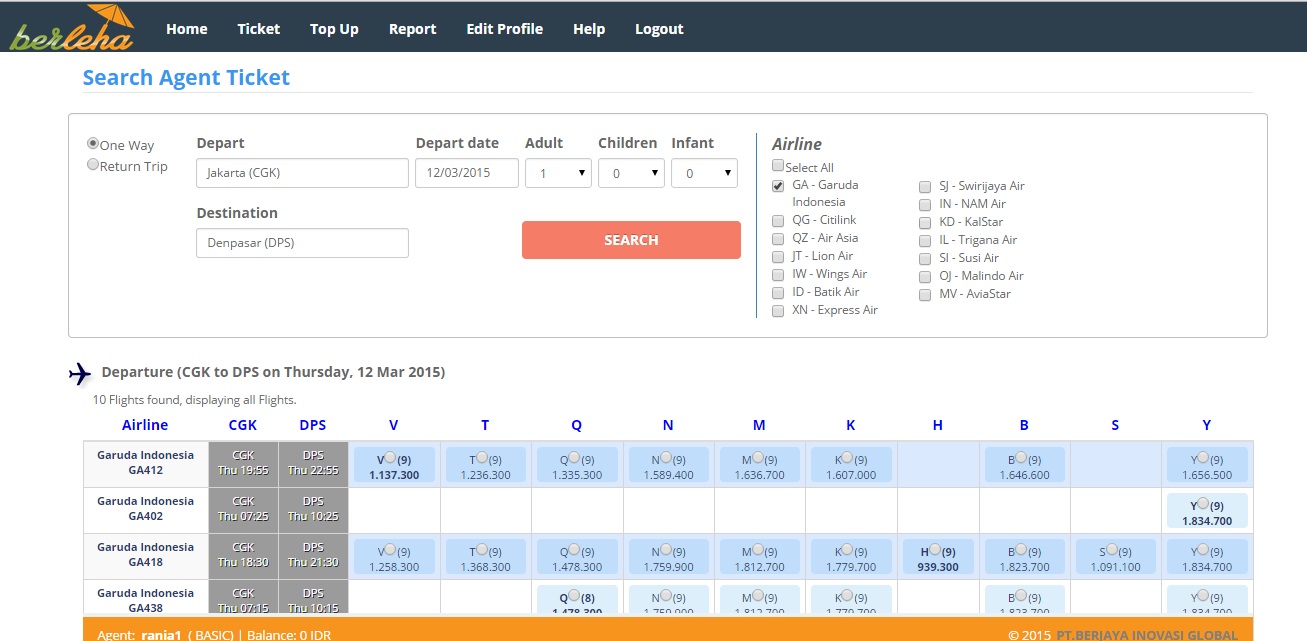 berleha Home Ticket Top Up Report Edit Profile Help Logout
Search Agent Ticket
One Way
Return Trip
Depart
Jakarta (CGK)
Depart date
12/03/2015
Adult
1
Children
0
Infant
0
Destination
Denpasar (DPS)
SEARCH
Airline
Select All
GA - Garuda
Indonesia
QG - Citilink
QZ - Air Asia
JT - Lion Air
IW - Wings Air
ID - Batik Air
XN - Express Air
SJ - Swirijaya Air
IN - NAM Air
KD - KalStar
IL - Trigana Air
SI - Susi Air
OJ - Malindo Air
MV - AviaStar
Departure (CGK to DPS on Thursday, 12 Mar 2015)
10 Flights found, displaying all Flights.
Airline CGK DPS V T Q N M K H B S Y
Garuda Indonesia CGK DPS V (9) T (9) Q (9) N (9) M (9) K (9) B (9) Y (9)
GA412 Thu 19:55 Thu 22:55 1.137.300 1.236.300 1.335.300 1.589.400 1.636.700 1.607.000 1.646.600 1.656.500
Garuda Indonesia CGK DPS Y (9)
GA402 Thu 07:25 Thu 10:25 1.834.700
Garuda Indonesia CGK DPS V (9) T (9) Q (9) N (9) M (9) K (9) H (9) B (9) S (9) Y (9)
GA418 Thu 18:30 Thu 21:30 1.258.300 1.368.300 1.478.300 1.759.900 1.812.700 1.779.700 939.300 1.823.700 1.091.100 1.834.700
Garuda Indonesia CGK DPS Q (8) N (9) M (9) K (9) B (9) Y (9)
GA438 Thu 07:15 Thu 10:15 1.478.300 1.759.900 1.812.700 1.779.700 1.823.700 1.834.700
Agent: rania1 ( BASIC) | Balance: 0 IDR © 2015 PT.BERJAYA INOVASI GLOBAL